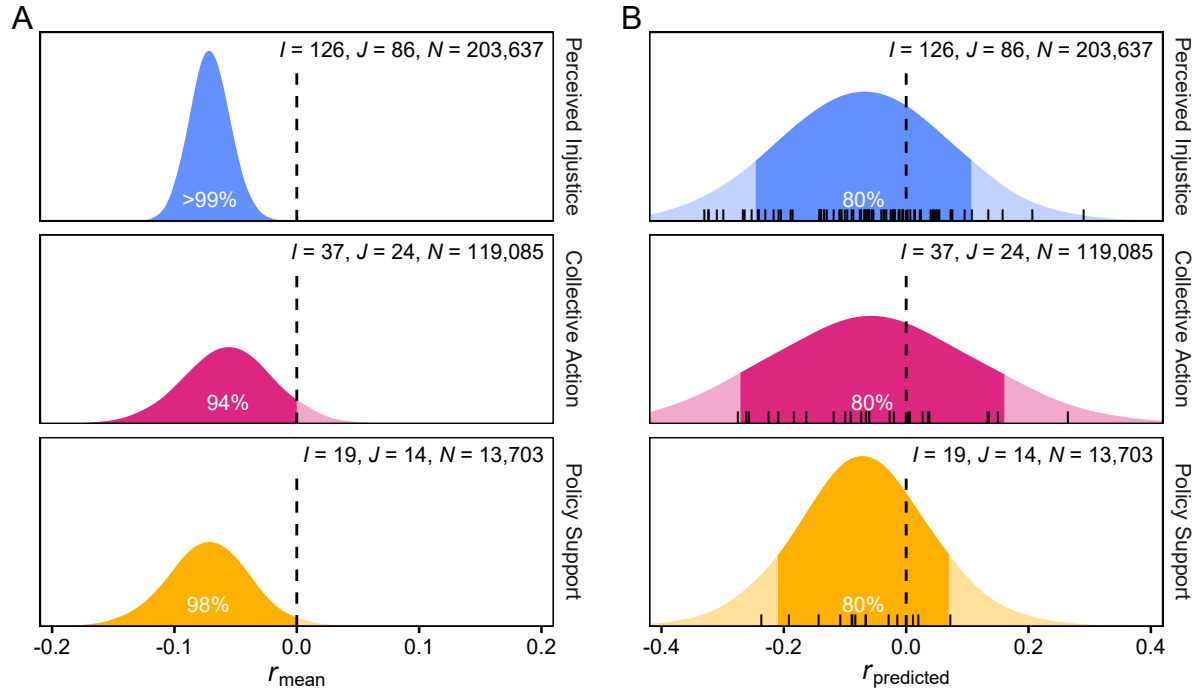 A
I = 126, J = 86, N = 203,637
>99%
Perceived Injustice
I = 37, J = 24, N = 119,085
94%
Collective Action
I = 19, J = 14, N = 13,703
98%
Policy Support
-0.2 -0.1 0.0 0.1 0.2
r mean
B
I = 126, J = 86, N = 203,637
80%
Perceived Injustice
I = 37, J = 24, N = 119,085
80%
Collective Action
I = 19, J = 14, N = 13,703
80%
Policy Support
-0.4 -0.2 0.0 0.2 0.4
r predicted